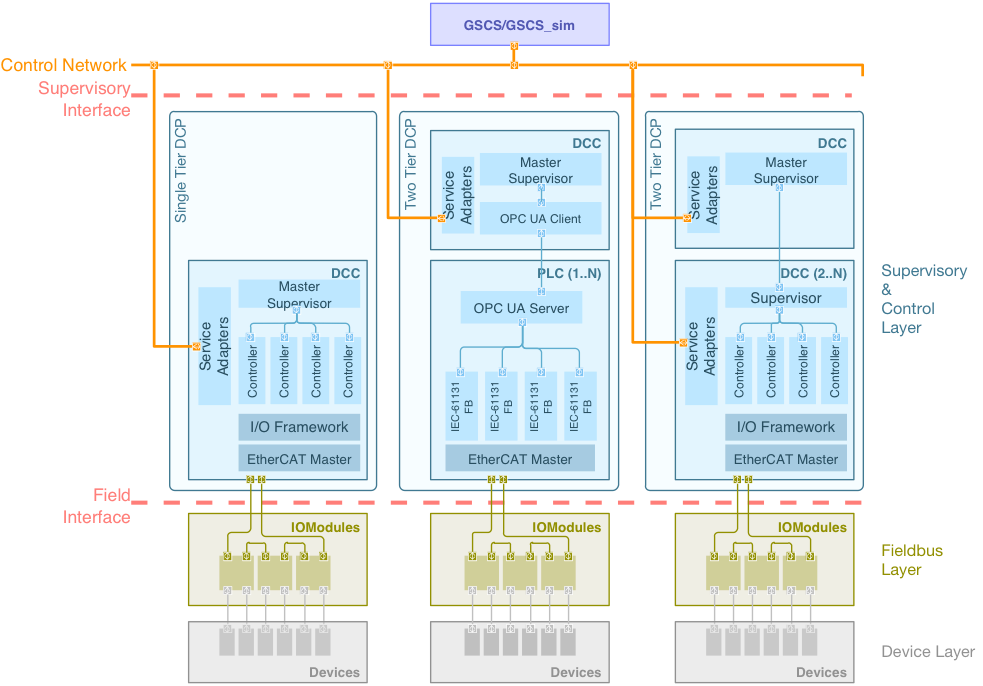 GSCS/GSCS_sim
Control Network
Supervisory
Interface
Single Tier DCP
DCC
Master
Supervisor
Service
Adapters
Controller
Controller
Controller
Controller
I/O Framework
EtherCAT Master
Two Tier DCP
DCC
Service
Adapters
Master
Supervisor
OPC UA Client
PLC (1..N)
OPC UA Server
IEC-61131
FB
IEC-61131
FB
IEC-61131
FB
IEC-61131
FB
EtherCAT Master
Two Tier DCP
DCC
Service
Adapters
Master
Supervisor
DCC (2..N)
Supervisor
Service
Adapters
Controller
Controller
Controller
Controller
I/O Framework
EtherCAT Master
Supervisory
&
Control
Layer
Field
Interface
IOModules
IOModules
IOModules
Fieldbus
Layer
Devices
Devices
Devices
Device Layer